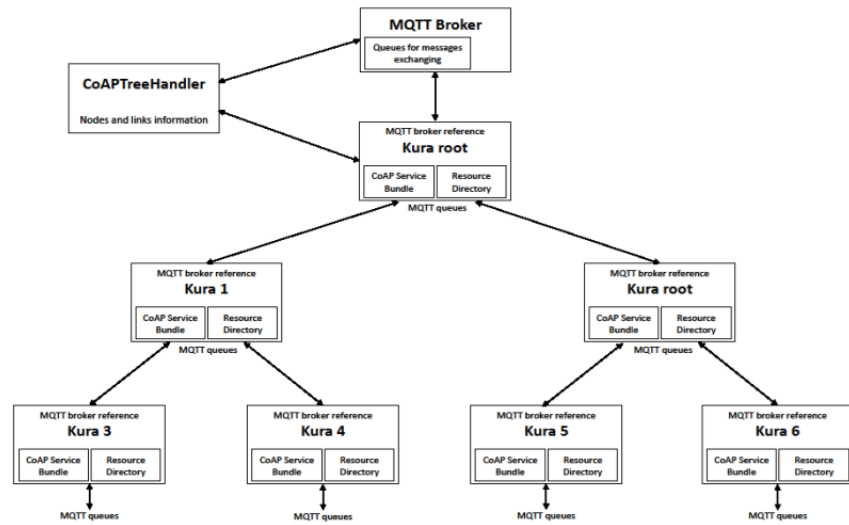 MQTT Broker
Queues for messages
exchanging
CoAPTreeHandler
Nodes and links information
MQTT broker reference
Kura root
CoAP Service
Bundle
Resource
Directory
MQTT queues
MQTT broker reference
Kura 1
CoAP Service
Bundle
Resource
Directory
MQTT queues
MQTT broker reference
Kura root
CoAP Service
Bundle
Resource
Directory
MQTT queues
MQTT broker reference
Kura 3
CoAP Service
Bundle
Resource
Directory
MQTT queues
MQTT broker reference
Kura 4
CoAP Service
Bundle
Resource
Directory
MQTT queues
MQTT broker reference
Kura 5
CoAP Service
Bundle
Resource
Directory
MQTT queues
MQTT broker reference
Kura 6
CoAP Service
Bundle
Resource
Directory
MQTT queues